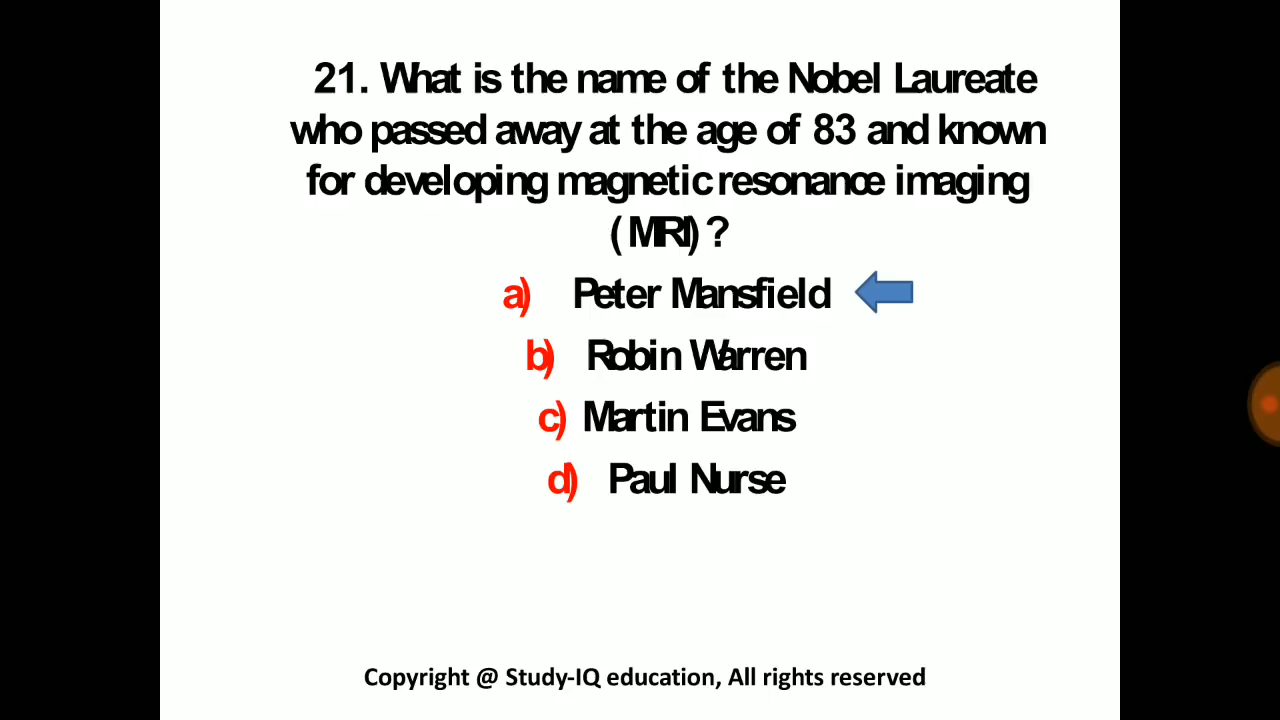 21. What is the name of the Nobel Laureate
who passed away at the age of 83 and known
for developing magnetic resonance imaging
(MRI) ?
a) Peter Mansfield
b) Robin Warren
c) Martin Evans
d) Paul Nurse
Copyright @ Study-IQ education, All rights reserved